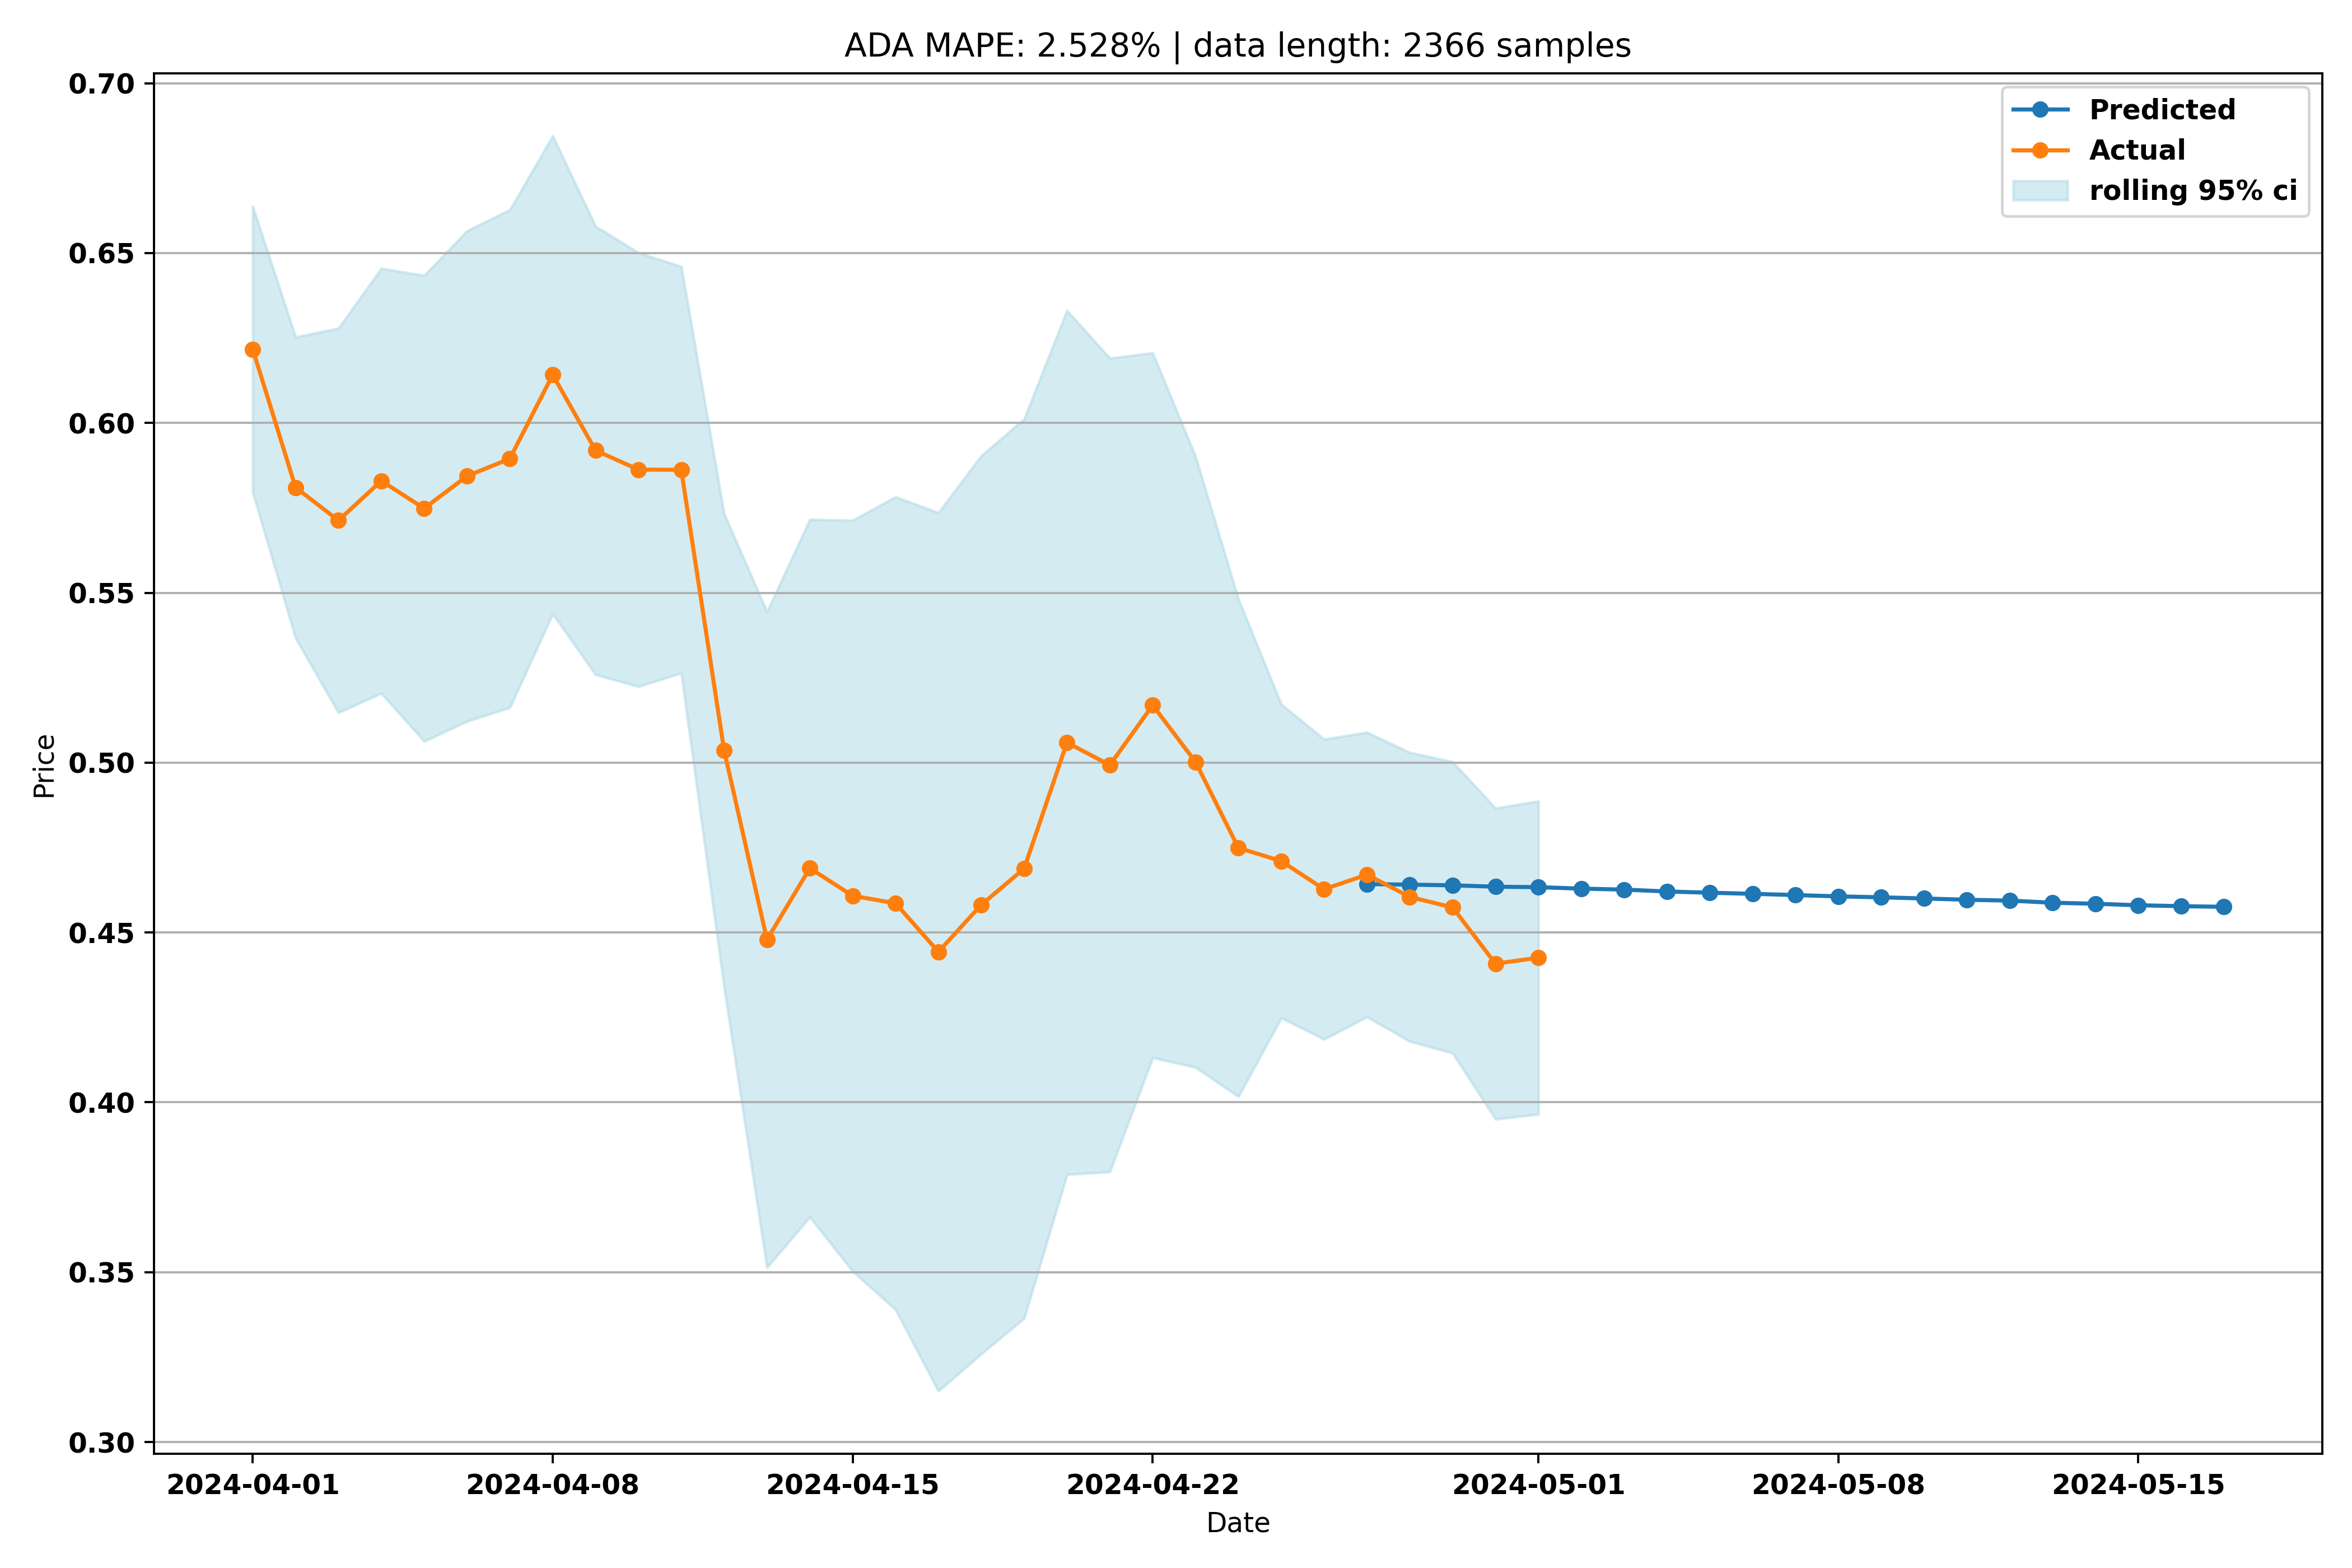 ADA MAPE: 2.528% | data length: 2366 samples
Predicted
Actual
rolling 95% ci
0.70
0.65
0.60
0.55
0.50
0.45
0.40
0.35
0.30
Price
2024-04-01 2024-04-08 2024-04-15 2024-04-22 2024-05-01 2024-05-08 2024-05-15
Date